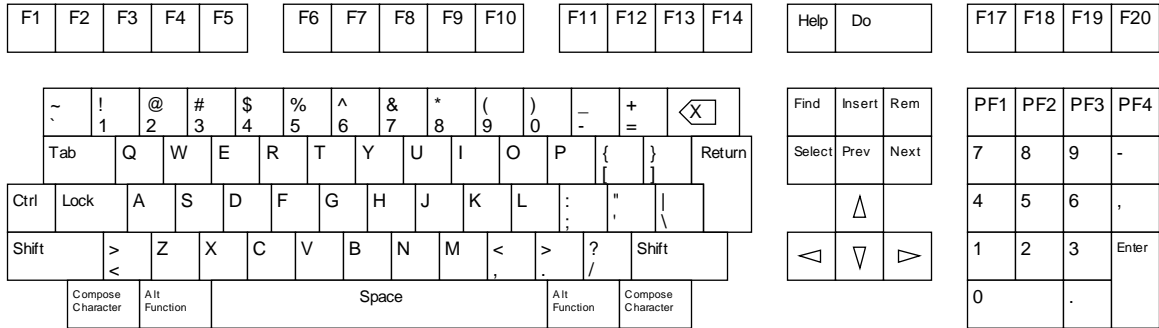 F1 F2 F3 F4 F5 F6 F7 F8 F9 F10 F11 F12 F13 F14 Help Do F17 F18 F19 F20
~ ! @ # $ % ^ & * ( ) _ + X Find Insert Rem PF1 PF2 PF3 PF4
` 1 2 3 4 5 6 7 8 9 0 - =
Tab Q W E R T Y U I O P { } Return Select Prev Next 7 8 9 -
[ ]
Ctrl Lock A S D F G H J K L : " | 4 5 6 ,
; ' \
Shift > Z X C V B N M < > ? Shift 1 2 3 Enter
< , . /
Compose Alt Space Alt Compose 0 .
Character Function Function Character